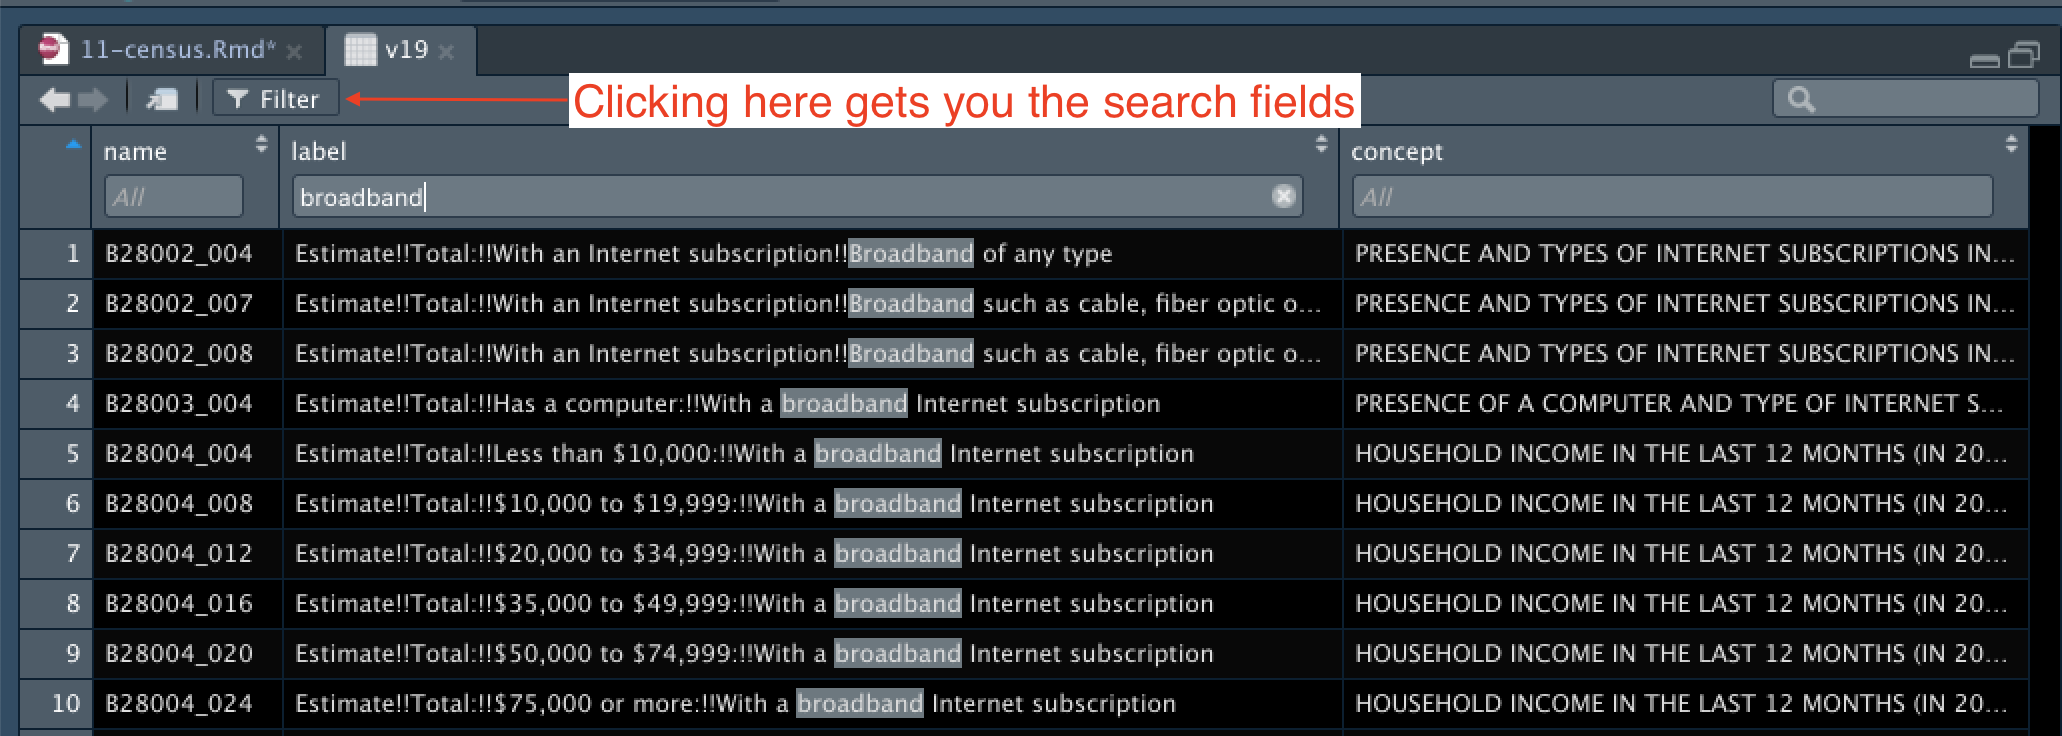 11-census.Rmd* v19
Filter Clicking here gets you the search fields
name label concept
All broadband All
1 B28002_004 Estimate!!Total:!!With an Internet subscription!!Broadband of any type PRESENCE AND TYPES OF INTERNET SUBSCRIPTIONS IN...
2 B28002_007 Estimate!!Total:!!With an Internet subscription!!Broadband such as cable, fiber optic o... PRESENCE AND TYPES OF INTERNET SUBSCRIPTIONS IN...
3 B28002_008 Estimate!!Total:!!With an Internet subscription!!Broadband such as cable, fiber optic o... PRESENCE AND TYPES OF INTERNET SUBSCRIPTIONS IN...
4 B28003_004 Estimate!!Total:!!Has a computer:!!With a broadband Internet subscription PRESENCE OF A COMPUTER AND TYPE OF INTERNET S...
5 B28004_004 Estimate!!Total:!!Less than $10,000:!!With a broadband Internet subscription HOUSEHOLD INCOME IN THE LAST 12 MONTHS (IN 20...
6 B28004_008 Estimate!!Total:!!$10,000 to $19,999:!!With a broadband Internet subscription HOUSEHOLD INCOME IN THE LAST 12 MONTHS (IN 20...
7 B28004_012 Estimate!!Total:!!$20,000 to $34,999:!!With a broadband Internet subscription HOUSEHOLD INCOME IN THE LAST 12 MONTHS (IN 20...
8 B28004_016 Estimate!!Total:!!$35,000 to $49,999:!!With a broadband Internet subscription HOUSEHOLD INCOME IN THE LAST 12 MONTHS (IN 20...
9 B28004_020 Estimate!!Total:!!$50,000 to $74,999:!!With a broadband Internet subscription HOUSEHOLD INCOME IN THE LAST 12 MONTHS (IN 20...
10 B28004_024 Estimate!!Total:!!$75,000 or more:!!With a broadband Internet subscription HOUSEHOLD INCOME IN THE LAST 12 MONTHS (IN 20...